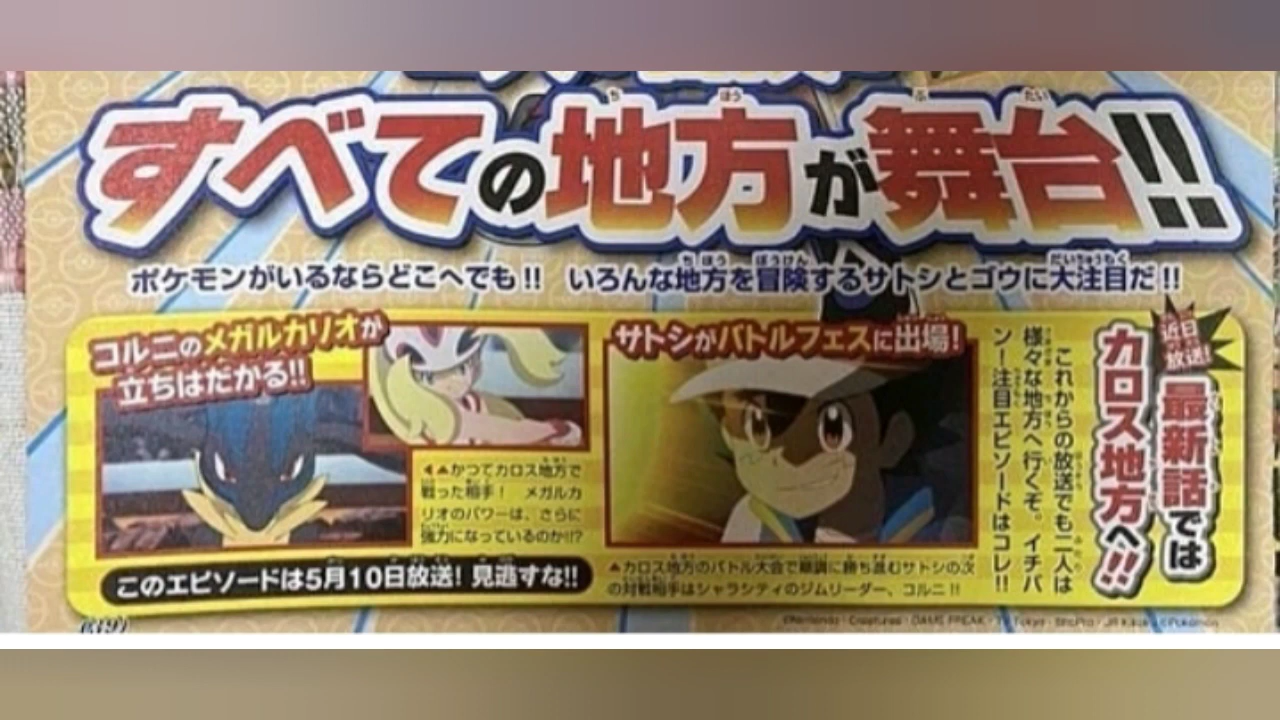 すべての地方が舞台!!
ポケモンがいるならどこへでも!! いろんな地方を冒険するサトシとゴウに大注目だ!!
近日放送!
最新話では
カロス地方へ!!
これからの放送でも二人は
様々な地方へ行くぞ。イチバ
ン!注目エピソードはコレ!!
サトシがバトルフェスに出場!
▲カロス地方のバトル大会で順調に勝ち進むサトシの次
の対戦相手はシャラシティのジムリーダー、コルニ!!
コルニのメガルカリオが
立ちはだかる!!
◀▲かつてカロス地方で
戦った相手! メガルカ
リオのパワーは、さらに
強力になっているのか!!?
このエピソードは5月10日放送! 見逃すな!!
©Nintendo・Creatures・GAME FREAK・TV Tokyo・ShoPro・JR Kikaku ©Pokémon